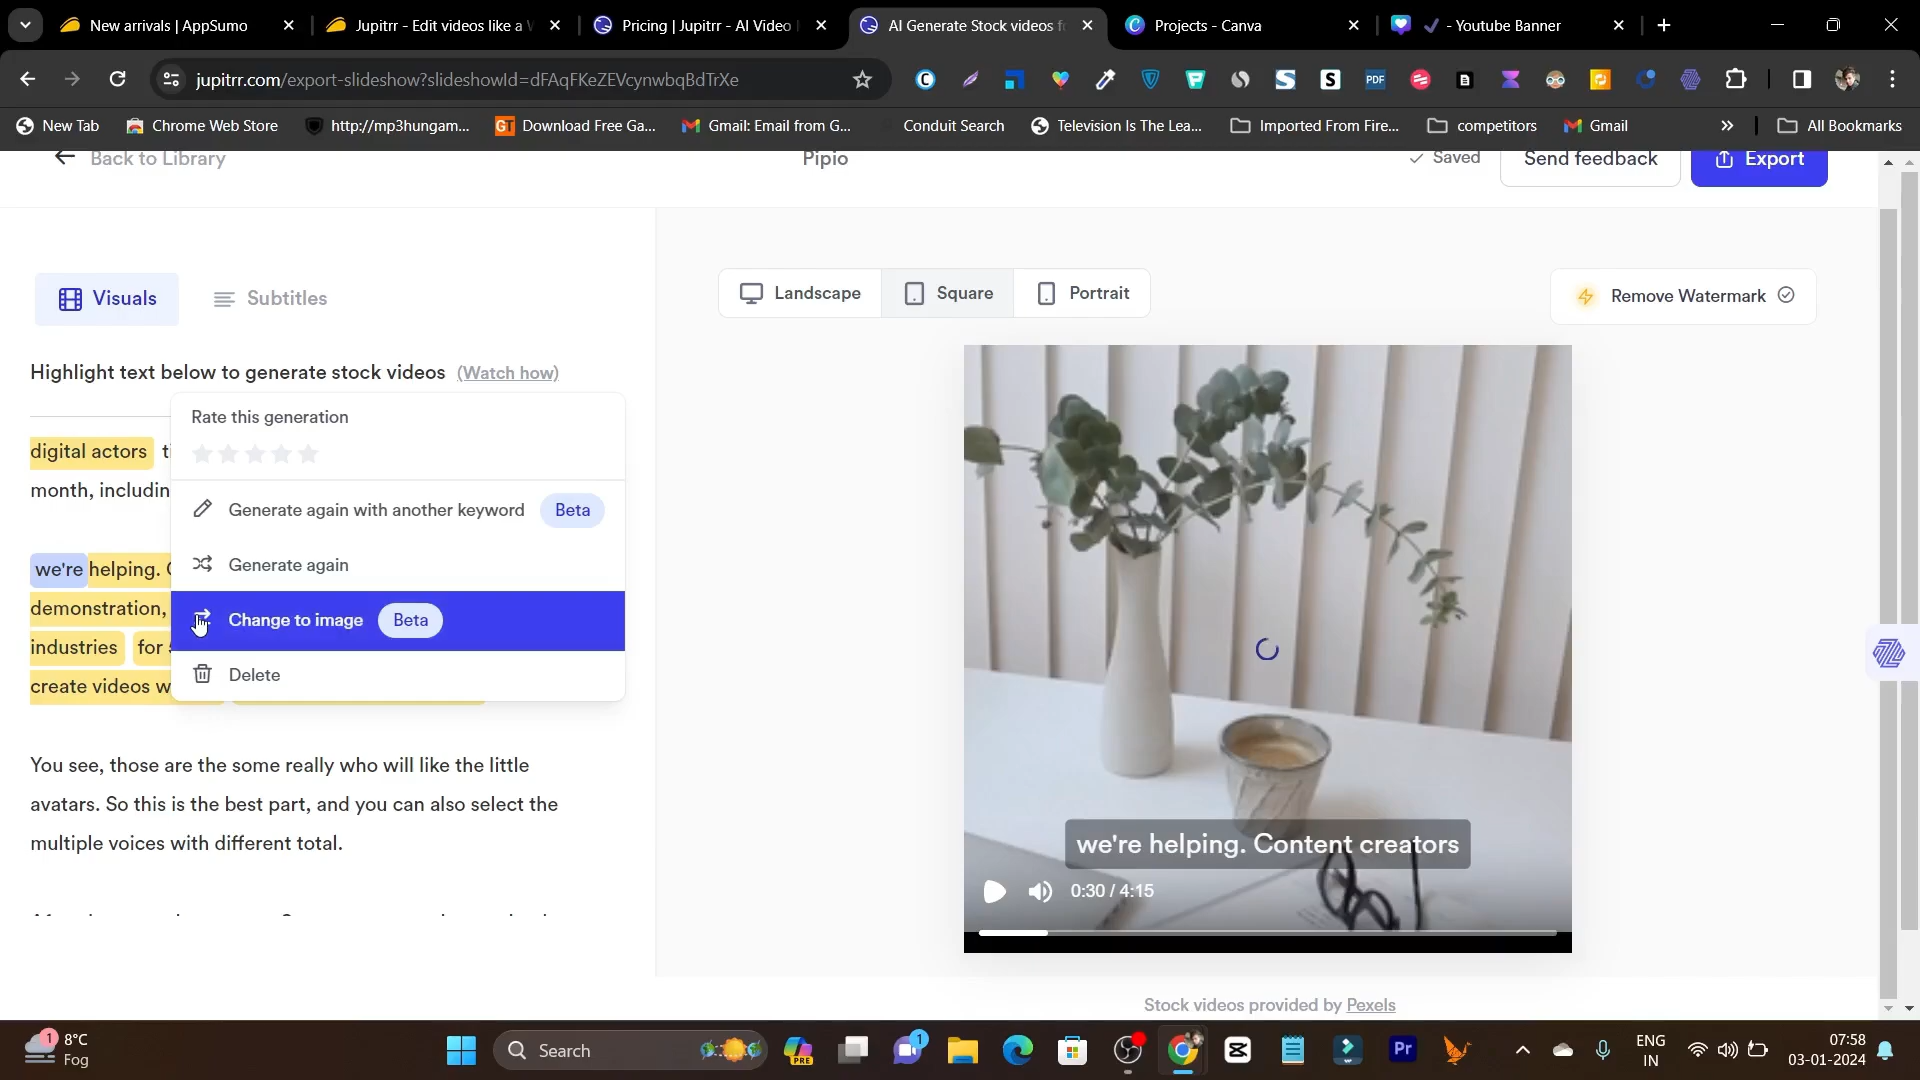 New arrivals | AppSumo
Jupitrr - Edit videos like a W
Pricing | Jupitrr - AI Video
AI Generate Stock videos fo
Projects - Canva
- Youtube Banner
jupitrr.com/export-slideshow?slideshowId=dFAqFKeZEVcynwbqBdTrXe
New Tab
Chrome Web Store
http://mp3hungam...
Download Free Ga...
Gmail: Email from G...
Conduit Search
Television Is The Lea...
Imported From Fire...
competitors
Gmail
All Bookmarks
Back to Library
Pipio
Saved
Send feedback
Export
Visuals
Subtitles
Landscape
Square
Portrait
Remove Watermark
Highlight text below to generate stock videos (Watch how)
Rate this generation
digital actors
month, includin
Generate again with another keyword Beta
Generate again
we're helping.
demonstration,
Change to image Beta
industries for
Delete
create videos w
You see, those are the some really who will like the little
avatars. So this is the best part, and you can also select the
multiple voices with different total.
we're helping. Content creators
0:30 / 4:15
Stock videos provided by Pexels
1
8°C
Fog
Search
PRE
1
Pr
ENG
IN
07:58
03-01-2024